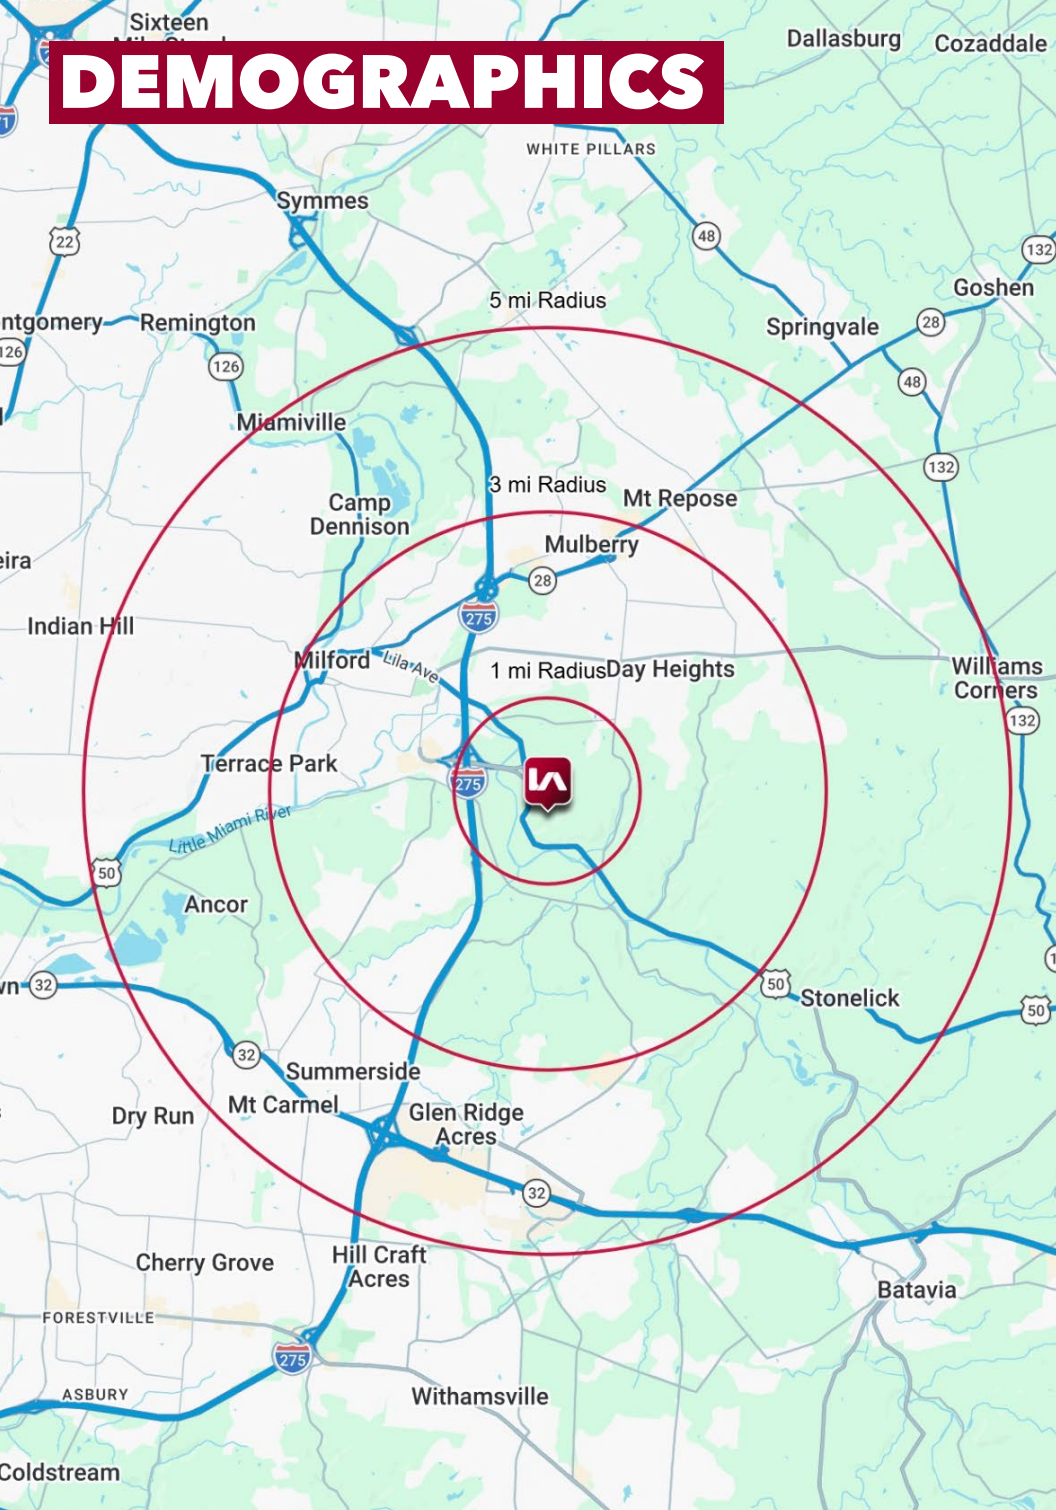 Sixteen
DEMOGRAPHICS
Dallasburg
Cozaddale
WHITE PILLARS
Symmes
22
48
132
Goshen
5 mi Radius
ntgomery
Remington
Springvale
28
126
126
48
Miamiville
132
3 mi Radius
Mt Repose
Camp
Dennison
Mulberry
eira
28
275
Indian Hill
Milford
Lila Ave
1 mi Radius
Day Heights
Williams
Corners
132
Terrace Park
275
Little Miami River
50
Ancor
wn
32
50
Stonelick
50
32
Summerside
Mt Carmel
Dry Run
Glen Ridge
Acres
32
Cherry Grove
Hill Craft
Acres
Batavia
FORESTVILLE
275
ASBURY
Withamsville
Coldstream